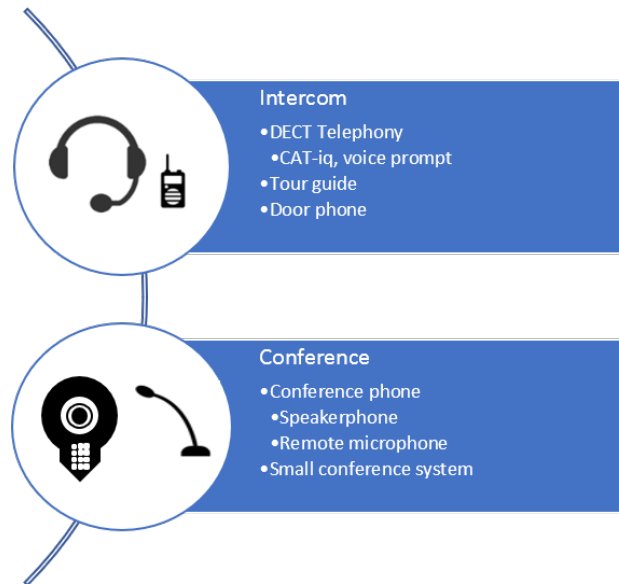 Intercom
•DECT Telephony
•CAT-iq, voice prompt
•Tour guide
•Door phone
Conference
•Conference phone
•Speakerphone
•Remote microphone
•Small conference system